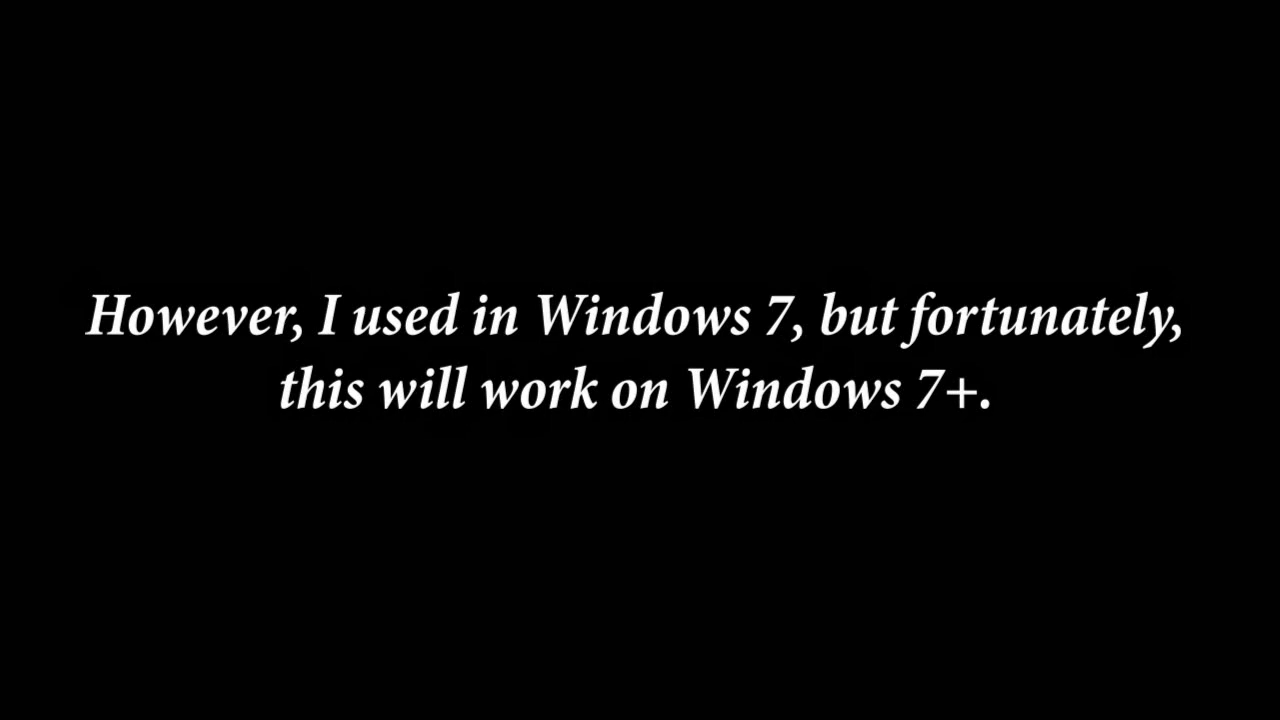 However, I used in Windows 7, but fortunately,
this will work on Windows 7+.